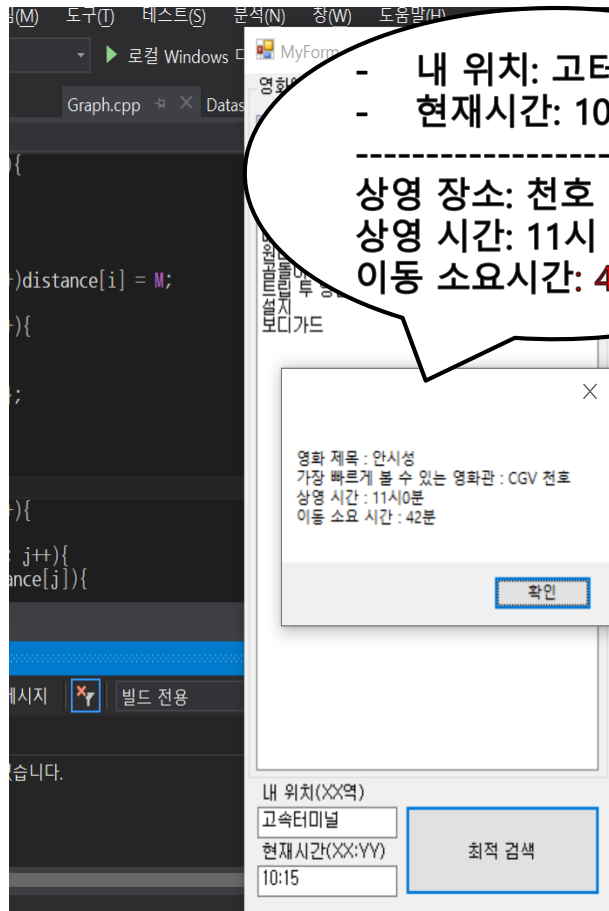 (M) 도구(T) 테스트(S) 분석(N) 창(W) 도움말(H)
로컬 Windows
MyForm
Graph.cpp Datas
- 내 위치: 고터
- 현재시간: 10
--------------------
상영 장소: 천호
상영 시간: 11시
이동 소요시간: 4
){
+)distance[i] = M;
+){
};
+){
j++){
ance[j]){
트립 투
설지
보디가드
영화 제목 : 안시성
가장 빠르게 볼 수 있는 영화관 : CGV 천호
상영 시간 : 11시0분
이동 소요 시간 : 42분
확인
시지
빌드 전용
습니다.
내 위치(XX역)
고속터미널
현재시간(XX:YY)
10:15
최적 검색